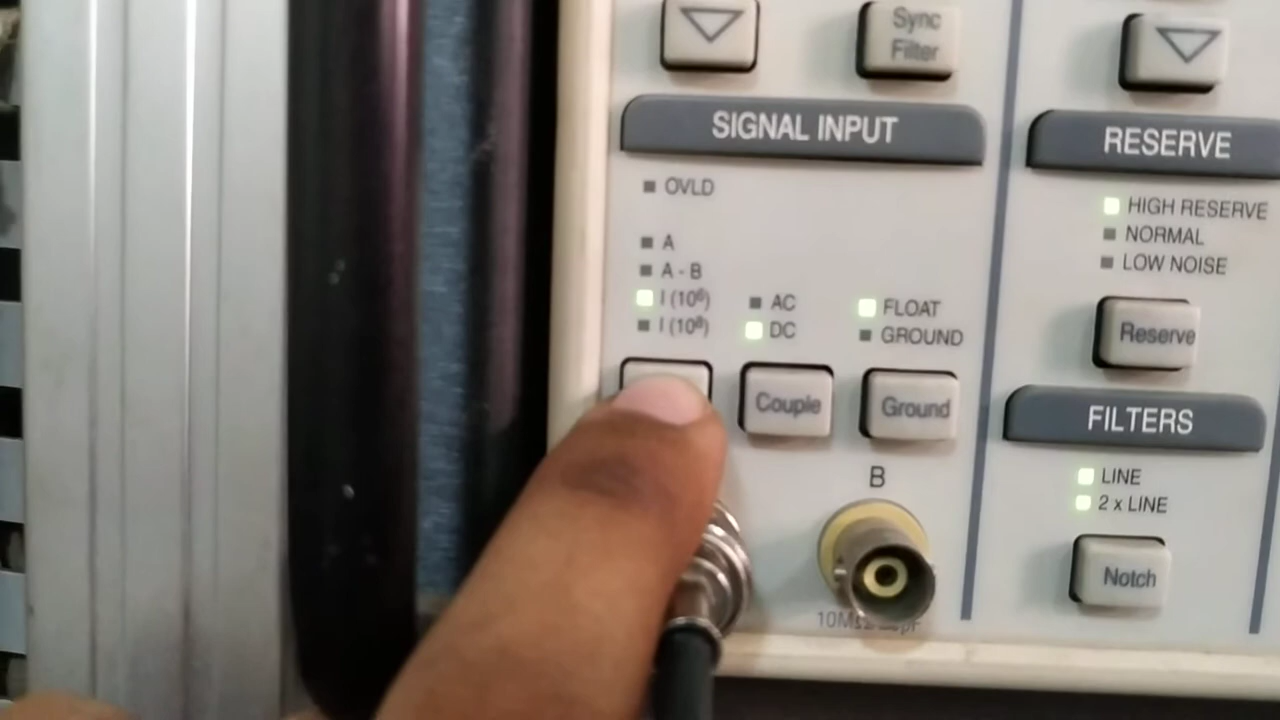 Sync
Filter
SIGNAL INPUT
OVLD
A
A - B
I (10⁶)
I (10⁸)
AC
DC
FLOAT
GROUND
Couple
Ground
B
RESERVE
HIGH RESERVE
NORMAL
LOW NOISE
Reserve
FILTERS
LINE
2 x LINE
Notch